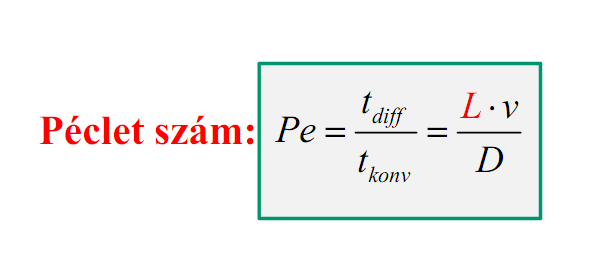 Péclet szám: Pe = t_diff / t_konv = L · v / D